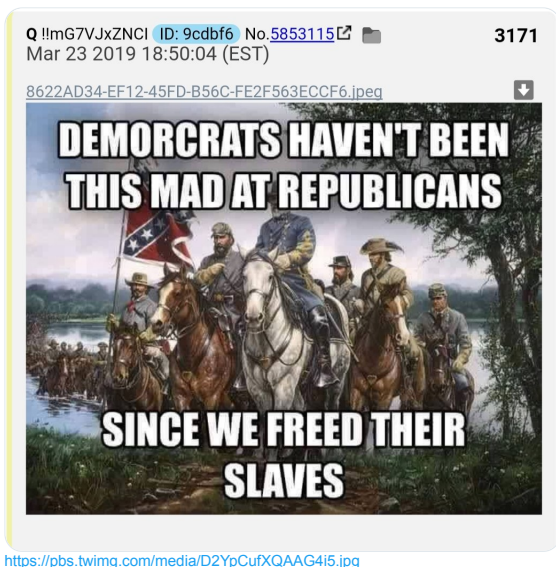 Q !!mG7VJxZNCI ID: 9cdbf6 No.5853115 3171
Mar 23 2019 18:50:04 (EST)
8622AD34-EF12-45FD-B56C-FE2F563ECCF6.jpeg
DEMORCRATS HAVEN'T BEEN
THIS MAD AT REPUBLICANS
SINCE WE FREED THEIR
SLAVES
https://pbs.twimg.com/media/D2YpCufXQAAG4i5.jpg